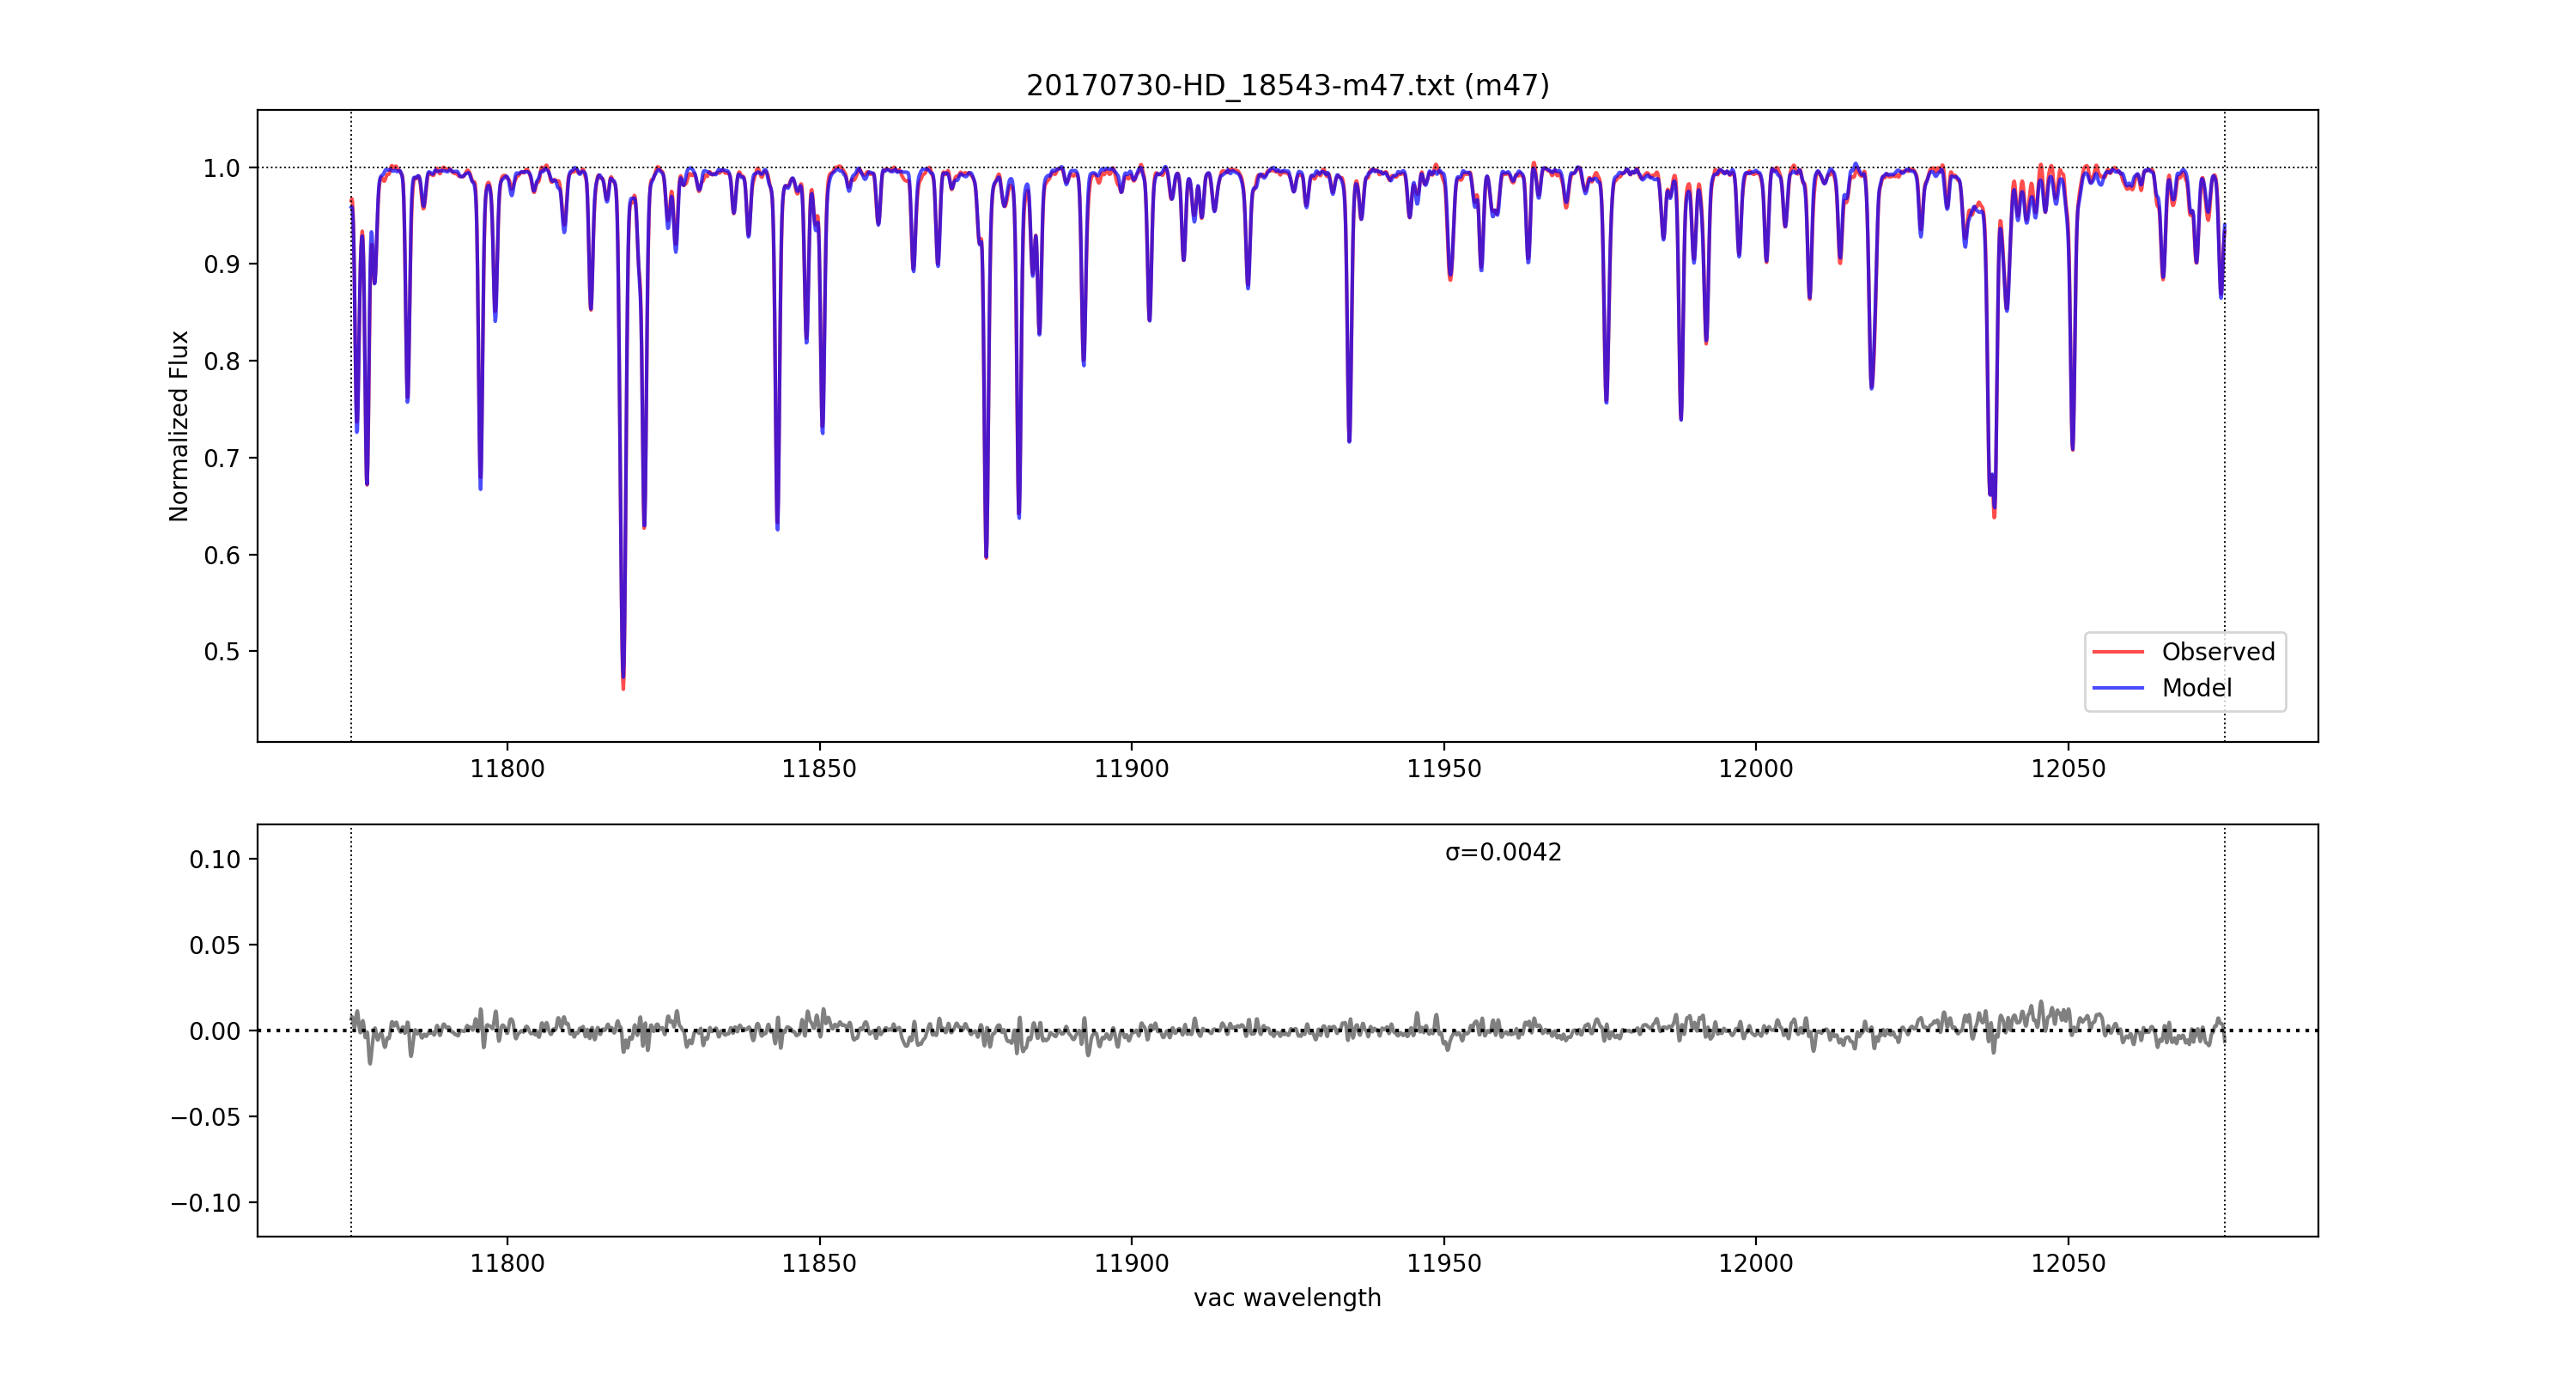 20170730-HD_18543-m47.txt (m47)
Normalized Flux
1.0
0.9
0.8
0.7
0.6
0.5
Observed
Model
11800 11850 11900 11950 12000 12050
σ=0.0042
0.10
0.05
0.00
−0.05
−0.10
11800 11850 11900 11950 12000 12050
vac wavelength